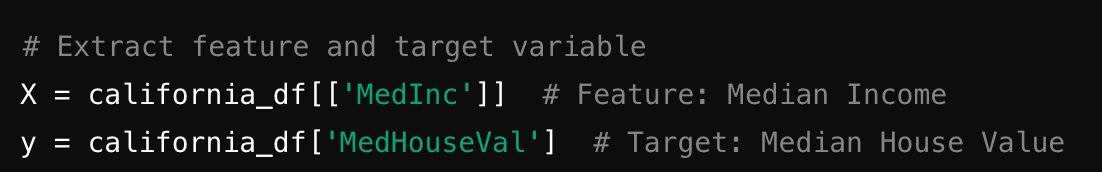 # Extract feature and target variable
X = california_df[['MedInc']]  # Feature: Median Income
y = california_df['MedHouseVal']  # Target: Median House Value